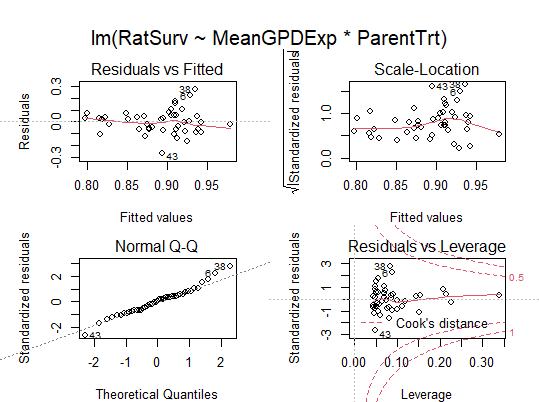 lm(RatSurv ~ MeanGPDExp * ParentTrt)
Residuals vs Fitted
Residuals
0.3
0.0
-0.3
38
6
43
0.80 0.85 0.90 0.95
Fitted values
Scale-Location
√|Standardized residuals|
1.0
0.0
43
38
6
0.80 0.85 0.90 0.95
Fitted values
Normal Q-Q
Standardized residuals
2
0
-2
38
6
43
-2 -1 0 1 2
Theoretical Quantiles
Residuals vs Leverage
Standardized residuals
3
1
-1
-3
38
6
43
0.5
1
Cook's distance
0.00 0.10 0.20 0.30
Leverage